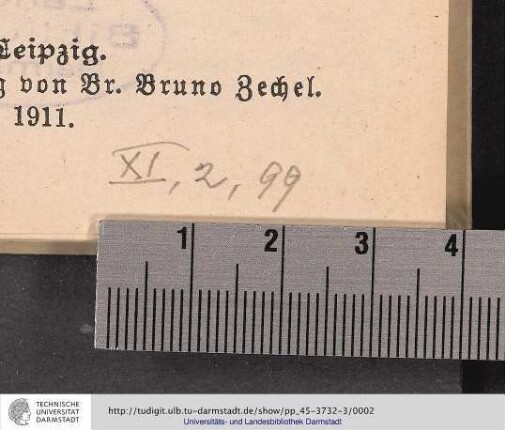 Leipzig.
g von Br. Bruno Zechel.
1911.
XI, 2, 99
1 2 3 4
TECHNISCHE
UNIVERSITÄT
DARMSTADT
http://tudigit.ulb.tu-darmstadt.de/show/pp_45-3732-3/0002
Universitäts- und Landesbibliothek Darmstadt